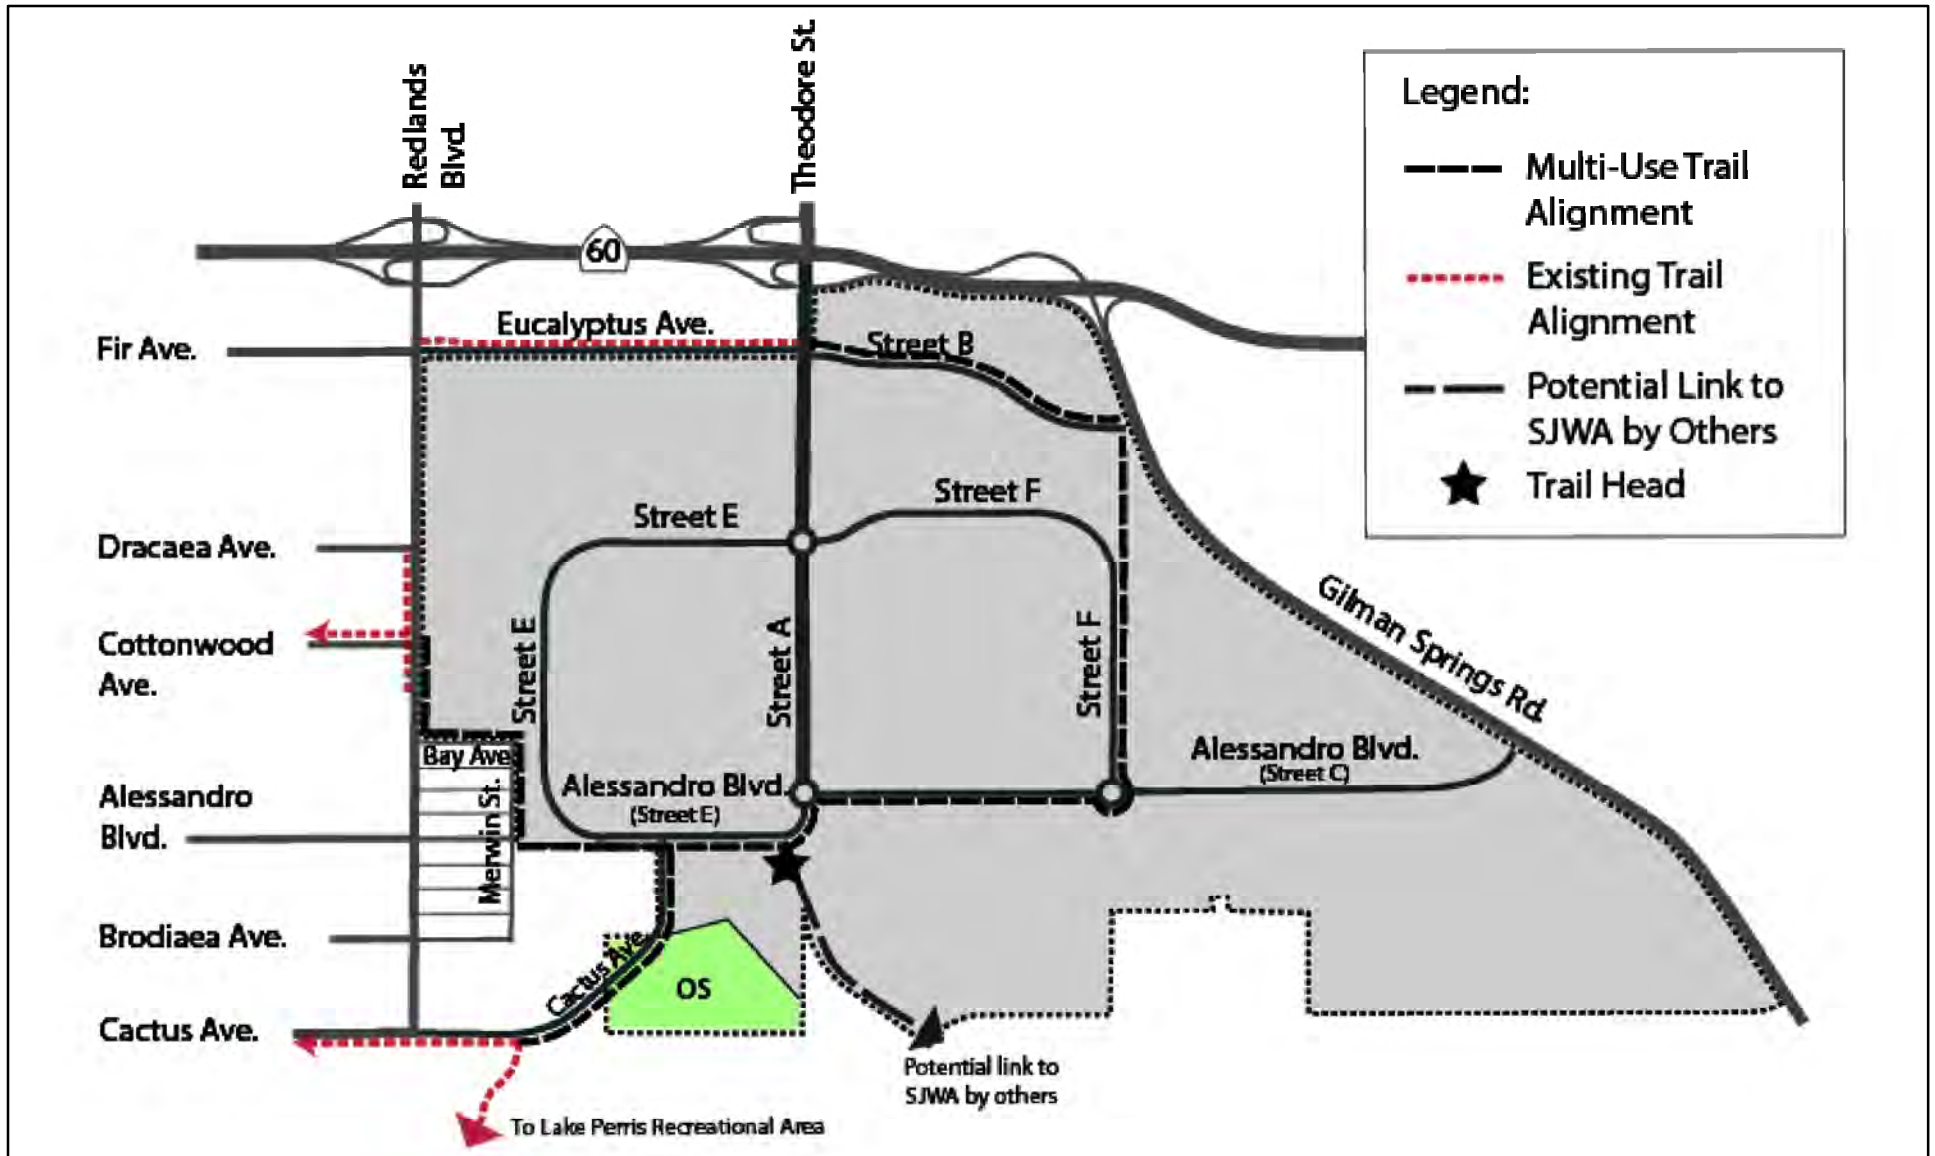 Redlands
Blvd.
Theodore St.
Legend:
Multi-Use Trail
Alignment
Existing Trail
Alignment
Potential Link to
SJWA by Others
Trail Head
60
Eucalyptus Ave.
Fir Ave.
Street B
Street F
Street E
Dracaea Ave.
Gilman Springs Rd.
Cottonwood
Ave.
Street E
Street A
Street F
Bay Ave
Alessandro Blvd.
(Street C)
Alessandro
Blvd.
Merwin St.
Alessandro Blvd.
(Street E)
Brodiaea Ave.
Cactus Ave.
OS
Cactus Ave.
Potential link to
SJWA by others
To Lake Perris Recreational Area